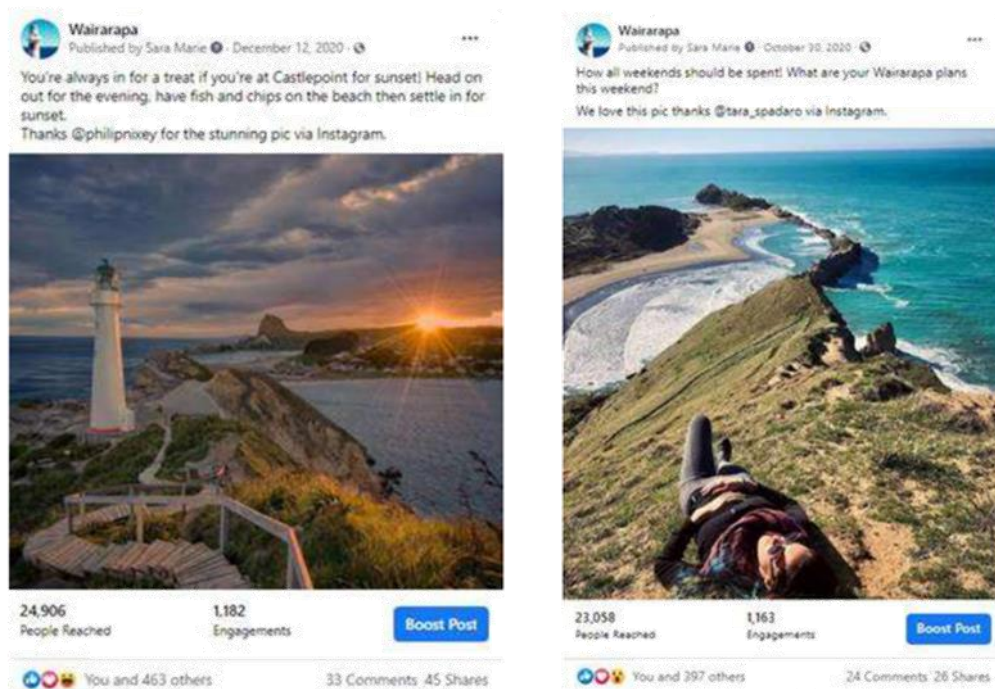 Wairarapa
Published by Sara Marie · December 12, 2020 ·
You're always in for a treat if you're at Castlepoint for sunset! Head on
out for the evening, have fish and chips on the beach then settle in for
sunset.
Thanks @philipnixey for the stunning pic via Instagram.
24,906
People Reached
1,182
Engagements
Boost Post
You and 463 others
33 Comments 45 Shares
Wairarapa
Published by Sara Marie · October 30, 2020 ·
How all weekends should be spent! What are your Wairarapa plans
this weekend?
We love this pic thanks @tara_spadaro via Instagram.
23,058
People Reached
1,163
Engagements
Boost Post
You and 397 others
24 Comments 26 Shares